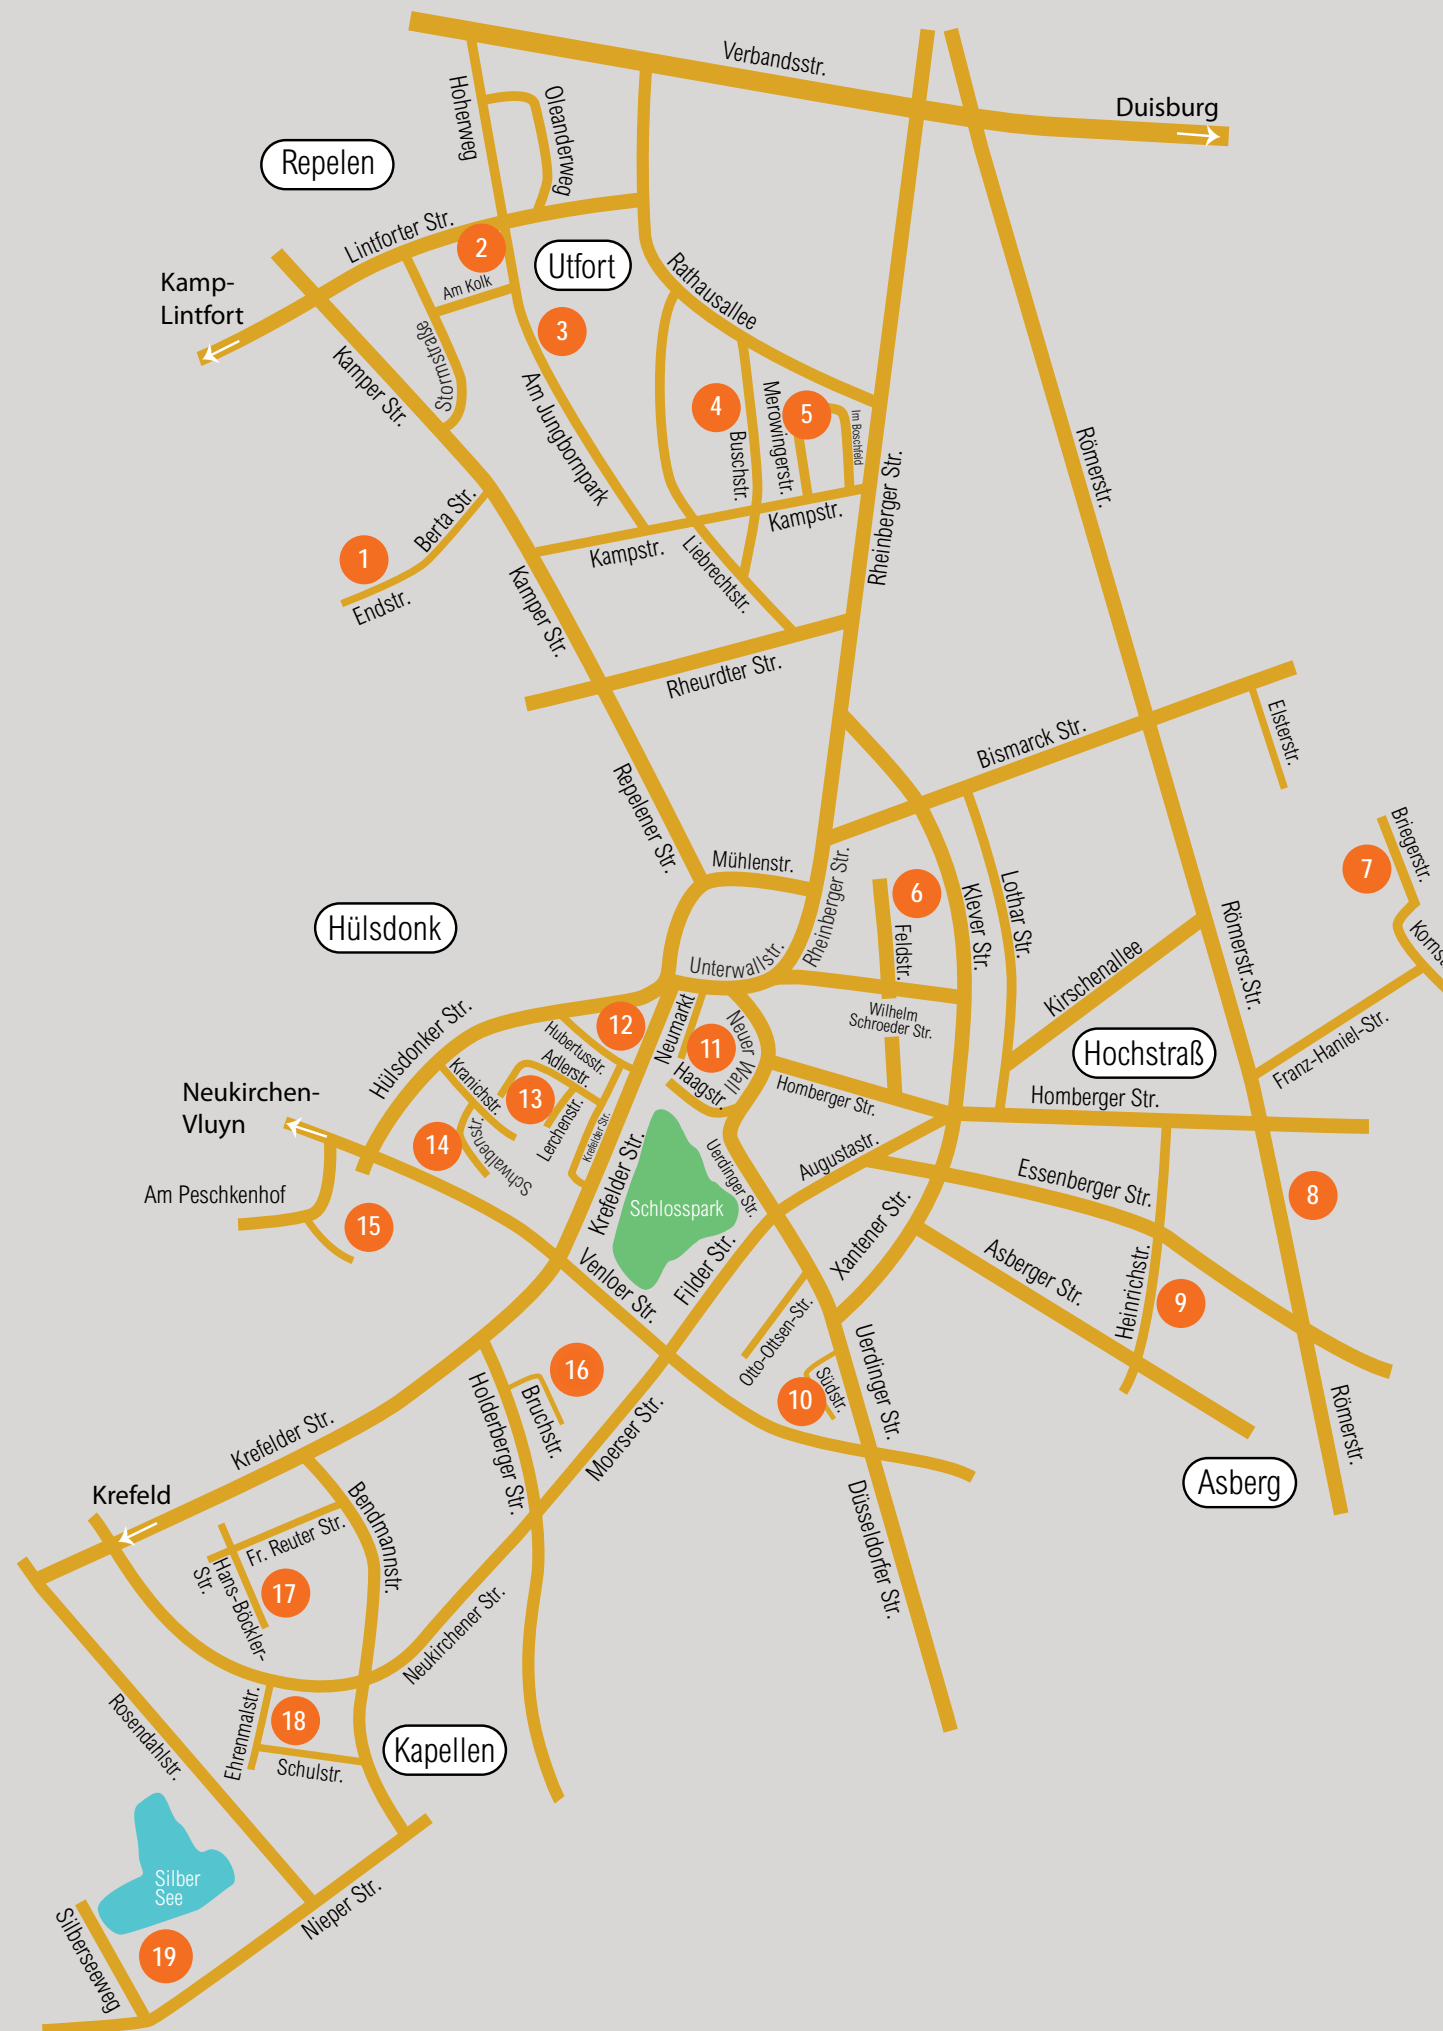 Verbandsstr.
Duisburg
Hoherweg
Oleanderweg
Repelen
Lintforter Str.
2
Utfort
Am Kolk
Rathausallee
Kamp-
Lintfort
3
Stormstraße
Kamper Str.
Am Jungbornpark
4
Merowingerstr.
5
Im Boschfeld
Buschstr.
Römerstr.
Rheinberger Str.
Berta Str.
Kampstr.
Kampstr.
1
Endstr.
Liebrechtstr.
Kamper Str.
Rheurdter Str.
Bismarck Str.
Elsterstr.
Repelener Str.
Mühlenstr.
Rheinberger Str.
Briegerstr.
7
6
Klever Str.
Lothar Str.
Hülsdonk
Feldstr.
Römerstr.Str.
Korns
Unterwallstr.
Kirschenallee
Wilhelm
Schroeder Str.
Hülsdonker Str.
12
Neumarkt
Neuer Wall
11
Hubertusstr.
Adlerstr.
Haagstr.
Hochstraß
Franz-Haniel-Str.
Kranichstr.
13
Homberger Str.
Homberger Str.
Neukirchen-
Vluyn
Lerchenstr.
Krefelder Str.
14
Schwalbenstr.
Krefelder Str.
Uerdinger Str.
Augustastr.
Essenberger Str.
Am Peschkenhof
15
Schlosspark
8
Xantener Str.
Asberger Str.
Venloer Str.
Filder Str.
Heinrichstr.
9
Otto-Ottsen-Str.
Uerdinger Str.
16
Südstr.
10
Holderberger Str.
Bruchstr.
Moerser Str.
Römerstr.
Krefelder Str.
Asberg
Krefeld
Bendmannstr.
Düsseldorfer Str.
Fr. Reuter Str.
Hans-Böckler-
Str.
17
Neukirchener Str.
Rosendahlstr.
Ehrenmalstr.
18
Kapellen
Schulstr.
Silber
See
Nieper Str.
Silberseeweg
19